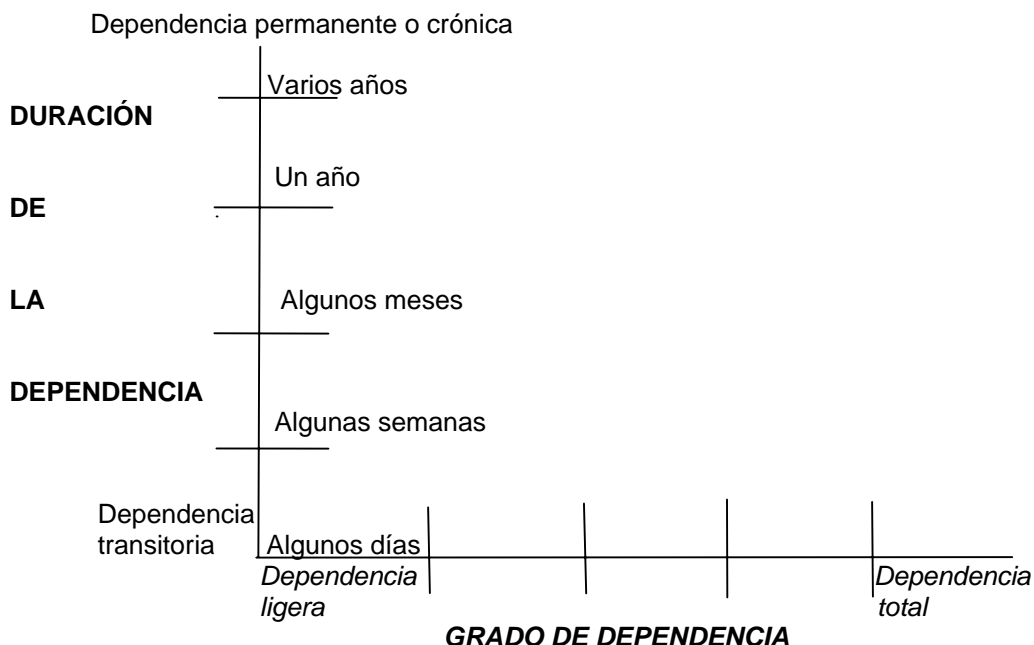 Dependencia permanente o crónica
Varios años
DURACIÓN
Un año
DE
LA
Algunos meses
DEPENDENCIA
Algunas semanas
Dependencia
transitoria
Algunos días
Dependencia
ligera
Dependencia
total
GRADO DE DEPENDENCIA